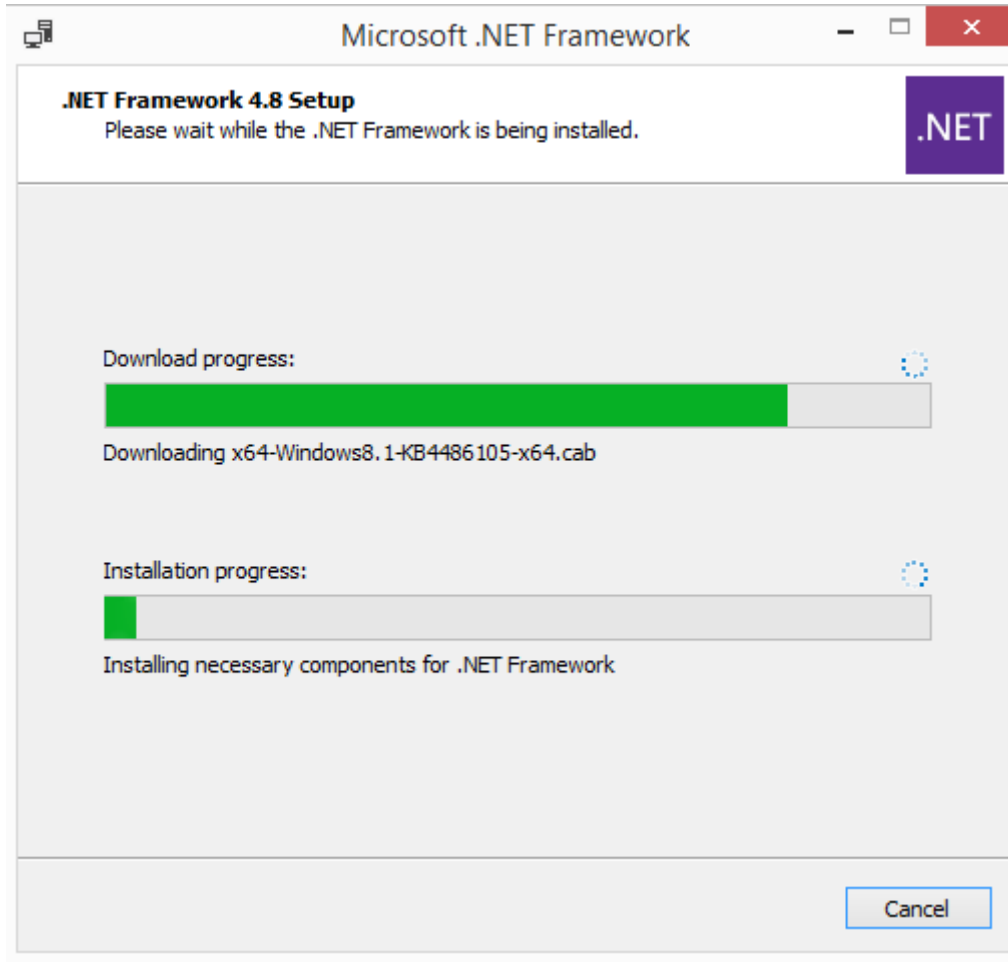 Microsoft .NET Framework
.NET Framework 4.8 Setup
Please wait while the .NET Framework is being installed.
.NET
Download progress:
Downloading x64-Windows8.1-KB4486105-x64.cab
Installation progress:
Installing necessary components for .NET Framework
Cancel